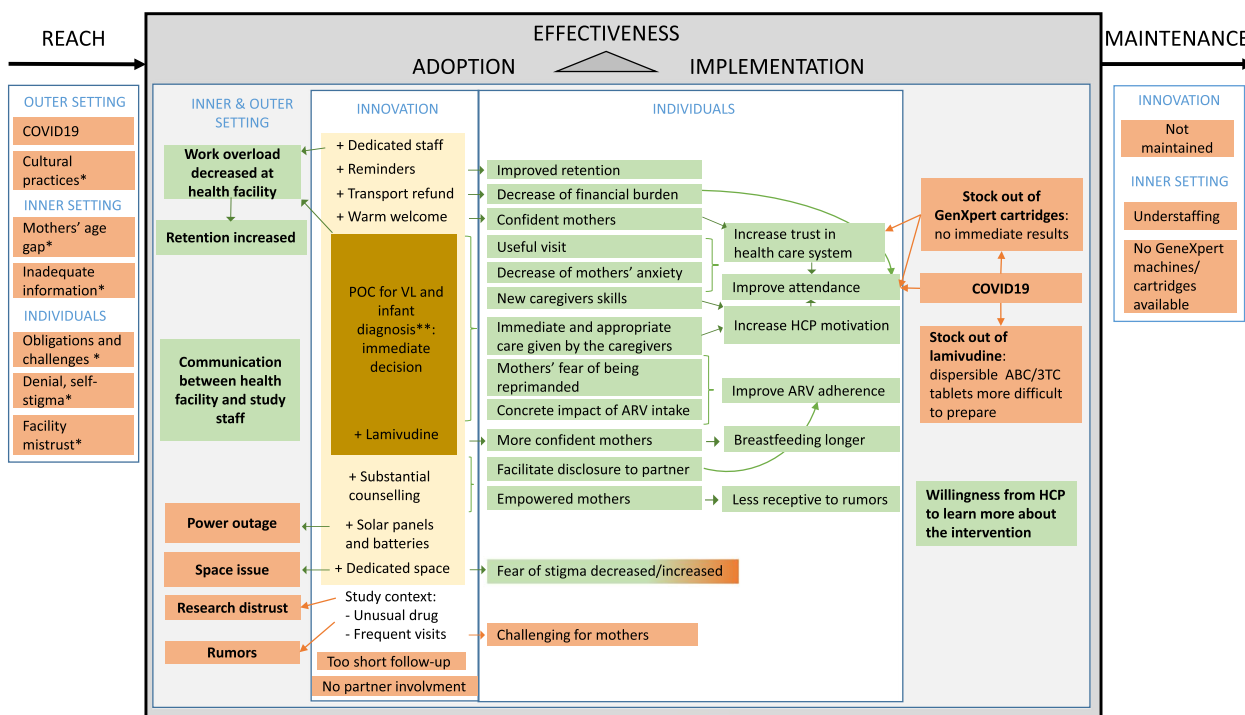 REACH
OUTER SETTING
COVID19
Cultural
practices*
INNER SETTING
Mothers' age
gap*
Inadequate
information*
INDIVIDUALS
Obligations and
challenges *
Denial, self-
stigma*
Facility
mistrust*
EFFECTIVENESS
ADOPTION
IMPLEMENTATION
INNER & OUTER
SETTING
Work overload
decreased at
health facility
Retention increased
Communication
between health
facility and study
staff
Power outage
Space issue
Research distrust
Rumors
INNOVATION
+ Dedicated staff
+ Reminders
+ Transport refund
+ Warm welcome
POC for VL and
infant
diagnosis**:
immediate
decision
+ Lamivudine
+ Substantial
counselling
+ Solar panels
and batteries
+ Dedicated space
Study context:
- Unusual drug
- Frequent visits
Too short follow-up
No partner involvment
INDIVIDUALS
Improved retention
Decrease of financial burden
Confident mothers
Useful visit
Decrease of mothers' anxiety
New caregivers skills
Immediate and appropriate
care given by the caregivers
Mothers' fear of being
reprimanded
Concrete impact of ARV intake
More confident mothers
Facilitate disclosure to partner
Empowered mothers
Fear of stigma decreased/increased
Challenging for mothers
Increase trust in
health care system
Improve attendance
Increase HCP motivation
Improve ARV adherence
Breastfeeding longer
Less receptive to rumors
Stock out of
GenXpert cartridges:
no immediate results
COVID19
Stock out of
lamivudine:
dispersible ABC/3TC
tablets more difficult
to prepare
Willingness from HCP
to learn more about
the intervention
MAINTENANCE
INNOVATION
Not
maintained
INNER SETTING
Understaffing
No GeneXpert
machines/
cartridges
available